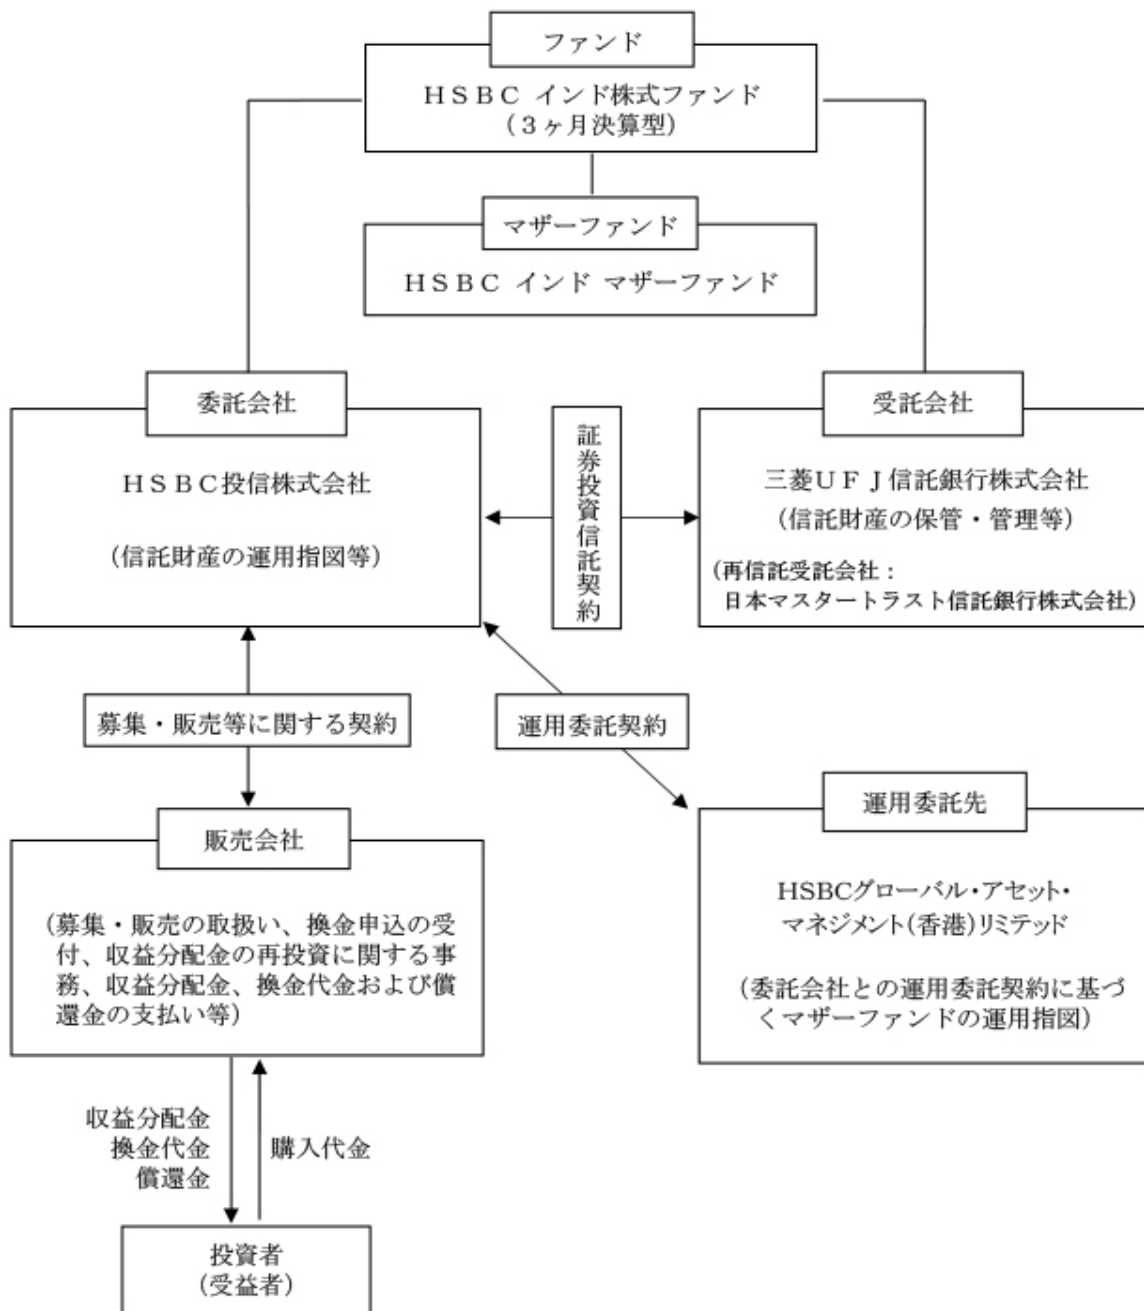 ファンド
HSBC インド株式ファンド
(3ヶ月決算型)
マザーファンド
HSBC インド マザーファンド
委託会社
HSBC投信株式会社
(信託財産の運用指図等)
証券投資信託契約
受託会社
三菱UFJ信託銀行株式会社
(信託財産の保管・管理等)
(再信託受託会社:
日本マスタートラスト信託銀行株式会社)
募集・販売等に関する契約
運用委託契約
販売会社
(募集・販売の取扱い、換金申込の受
付、収益分配金の再投資に関する事
務、収益分配金、換金代金および償
還金の支払い等)
運用委託先
HSBCグローバル・アセット・
マネジメント(香港)リミテッド
(委託会社との運用委託契約に基づ
くマザーファンドの運用指図)
収益分配金
換金代金
償還金
購入代金
投資者
(受益者)